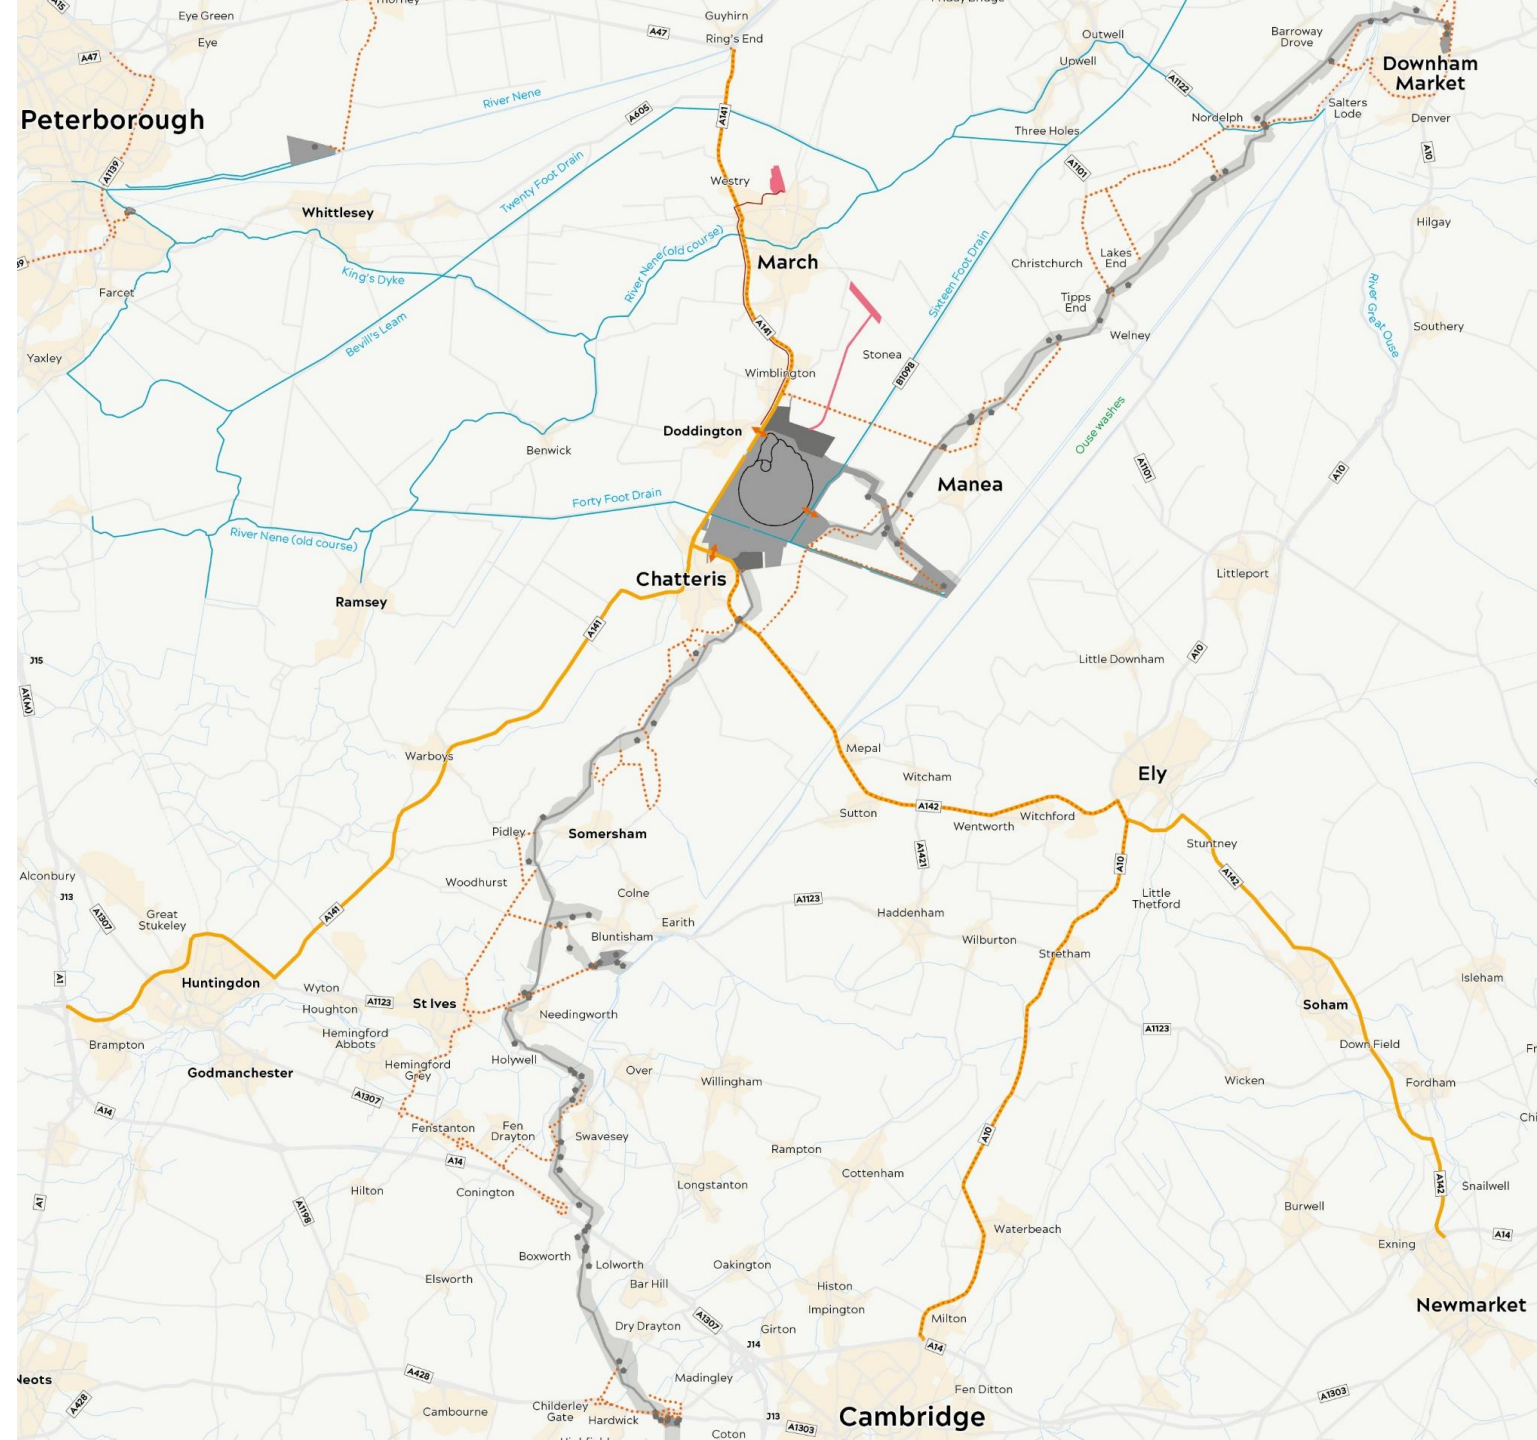 Eye Green
Guyhirn
Outwell
Barroway
Drove
A15
A47
Ring's End
Eye
A47
Upwell
Downham
Market
A1122
River Nene
A605
A141
Salters
Lode
Peterborough
Nordelph
Denver
Three Holes
A10
A1139
A1101
Westry
Twenty Foot Drain
Whittlesey
Hilgay
River Nene (old course)
March
Sixteen Foot Drain
Lakes
End
Christchurch
King's Dyke
Farcet
Tipps
End
River Great Ouse
Bevill's Leam
A141
Southery
Welney
Stonea
Yaxley
Wimblington
B1098
Ouse washes
Doddington
Benwick
A1101
A10
Manea
Forty Foot Drain
River Nene (old course)
Chatteris
Littleport
Ramsey
A141
J15
Little Downham
A10
A1(M)
Warboys
Mepal
Witcham
Ely
Sutton
A142
Wentworth
Witchford
Pidley
Somersham
Stuntney
A1421
A10
A142
Alconbury
Woodhurst
Colne
J13
A1123
Little
Thetford
Great
Stukeley
A1307
A141
Haddenham
Earith
Bluntisham
Wilburton
Stretham
A1
Huntingdon
Wyton
Isleham
A1123
St Ives
Soham
Houghton
Needingworth
Hemingford
Abbots
A1123
Brampton
Down Field
Holywell
Hemingford
Grey
Godmanchester
Over
Willingham
Wicken
Fordham
A1307
A14
Fenstanton
Fen
Drayton
Swavesey
A10
A14
Rampton
Cottenham
Hilton
Conington
Longstanton
A142
Snailwell
A1
A1198
Burwell
Waterbeach
A14
Exning
Boxworth
Lolworth
Oakington
Elsworth
Bar Hill
Histon
Impington
Newmarket
A1307
Dry Drayton
Girton
Milton
J14
A14
A428
Madingley
Neots
Fen Ditton
A1303
A428
Cambourne
Childerley
Gate
Hardwick
J13
Cambridge
A1303
Coton